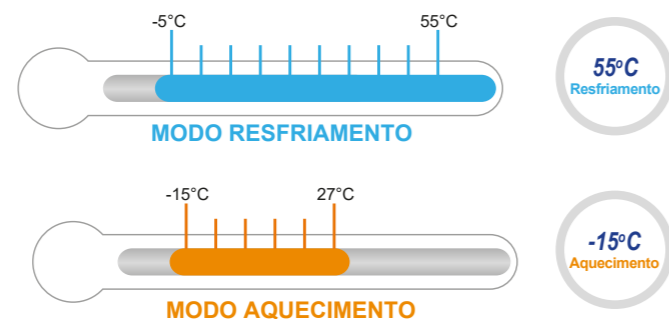 -5°C 55°C
55°C
Resfriamento
MODO RESFRIAMENTO
-15°C 27°C
-15°C
Aquecimento
MODO AQUECIMENTO